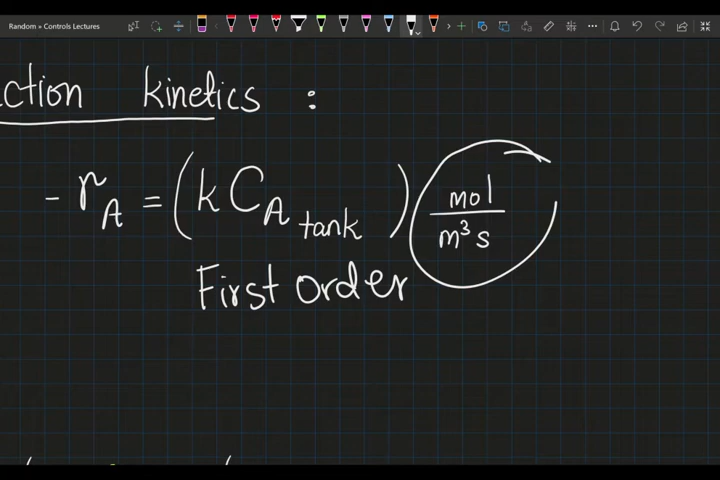 Random » Controls Lectures
ction kinetics :
- r_A = (k C_A tank) mol/m³s
First Order